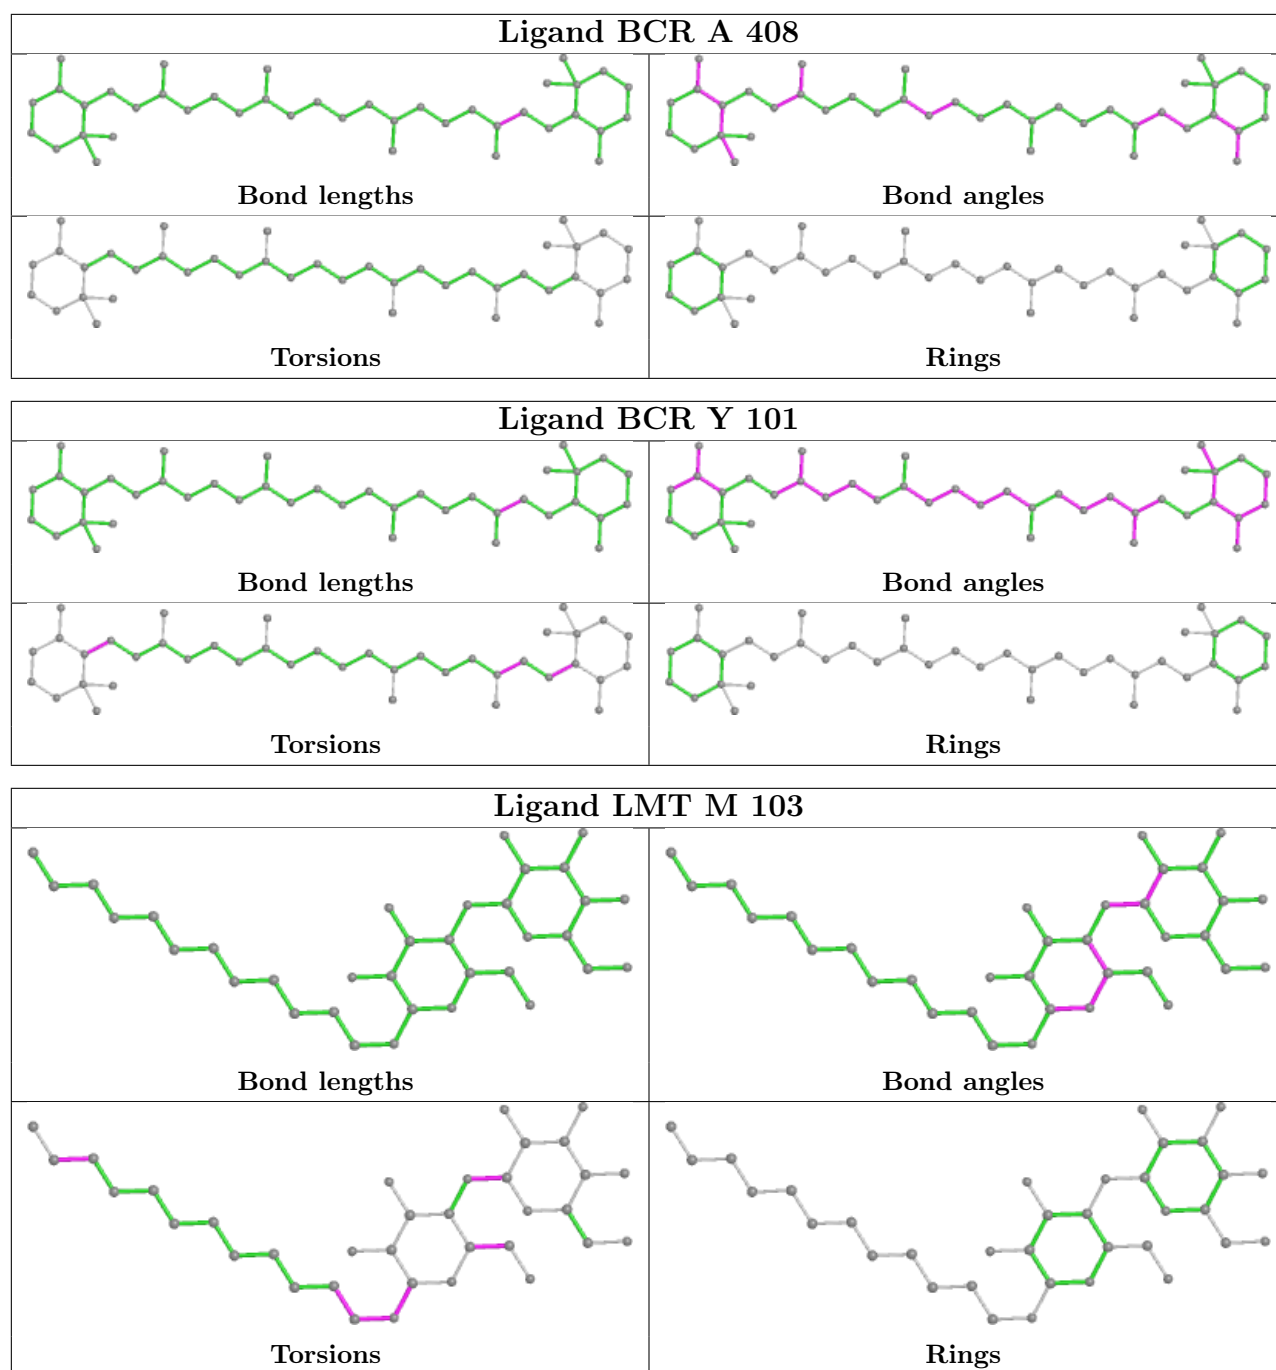 Ligand BCR A 408
Bond lengths
Bond angles
Torsions
Rings
Ligand BCR Y 101
Bond lengths
Bond angles
Torsions
Rings
Ligand LMT M 103
Bond lengths
Bond angles
Torsions
Rings